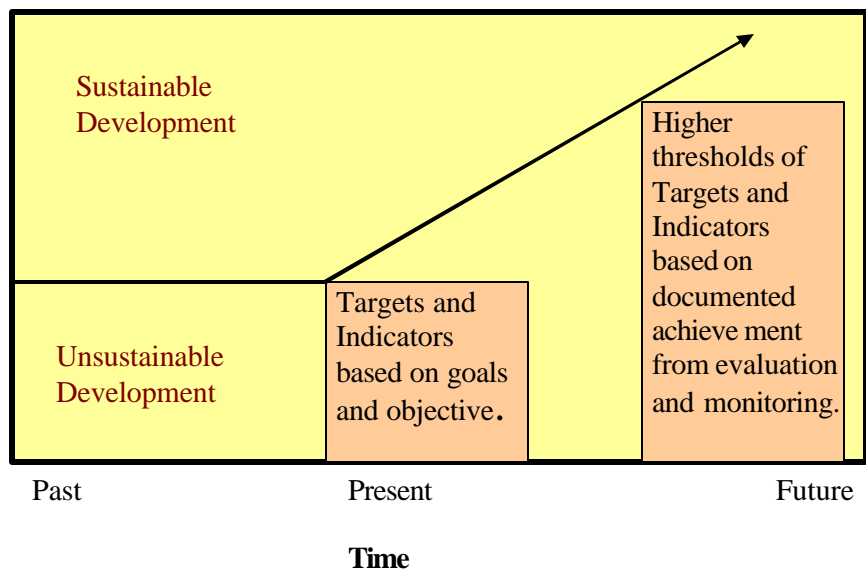 Sustainable
Development
Higher
thresholds of
Targets and
Indicators
based on
documented
achieve ment
from evaluation
and monitoring.
Targets and
Indicators
based on goals
and objective.
Unsustainable
Development
Past Present Future
Time